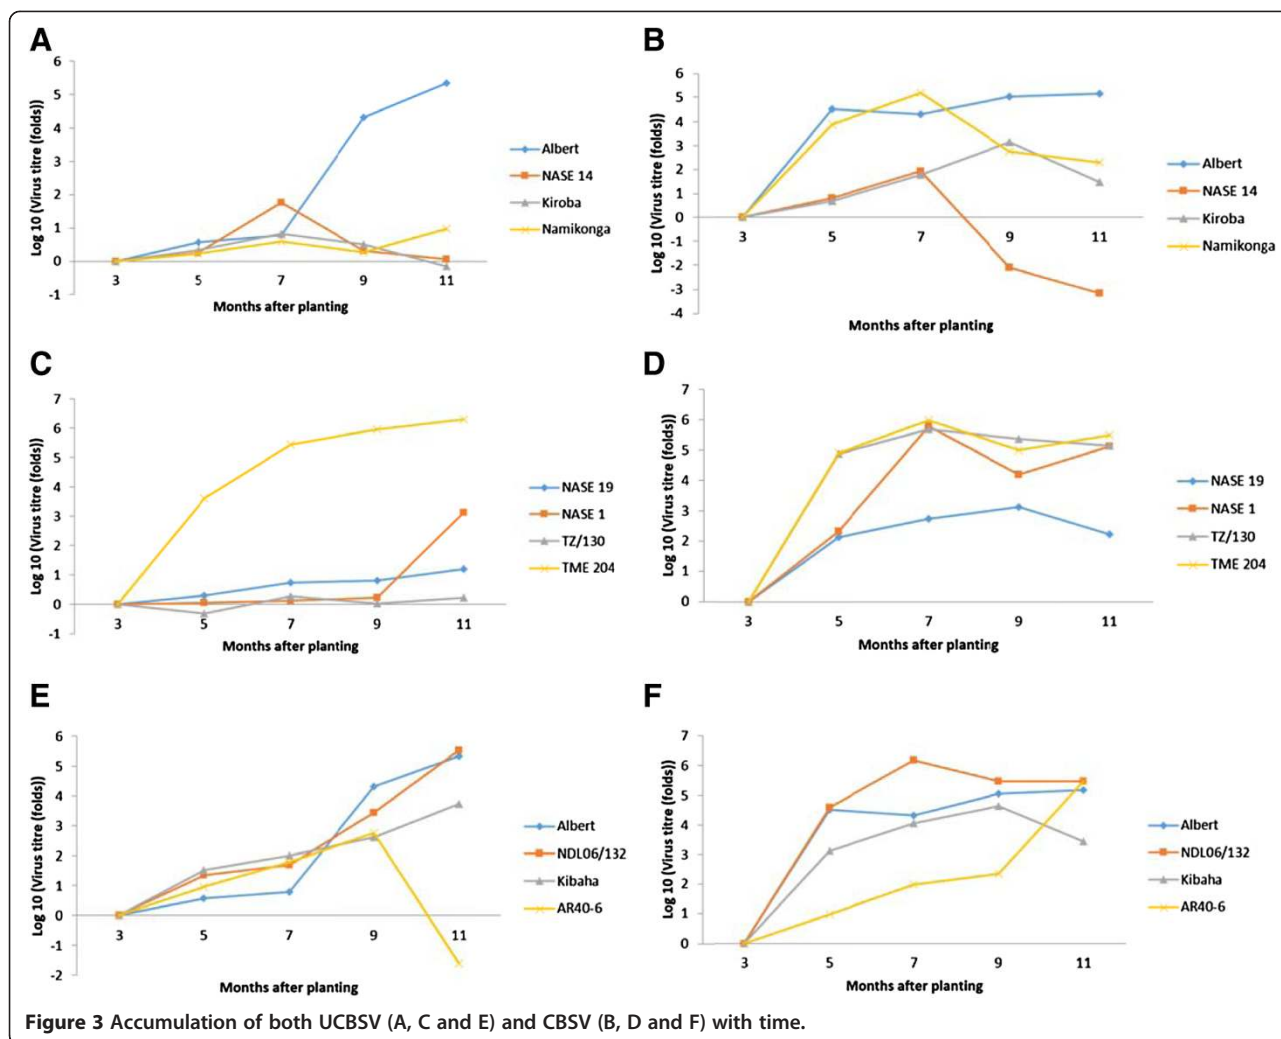 A
6
5
4
3
2
1
0
-1
Log 10 (Virus titre (folds))
3 5 7 9 11
Months after planting
Albert
NASE 14
Kiroba
Namikonga
B
6
5
4
3
2
1
0
-1
-2
-3
-4
Log 10 (Virus titre (folds))
3 5 7 9 11
Months after planting
Albert
NASE 14
Kiroba
Namikonga
C
7
6
5
4
3
2
1
0
-1
Log 10 (Virus titre (folds))
3 5 7 9 11
Months after planting
NASE 19
NASE 1
TZ/130
TME 204
D
7
6
5
4
3
2
1
0
Log 10 (Virus titre (folds))
3 5 7 9 11
Months after planting
NASE 19
NASE 1
TZ/130
TME 204
E
6
5
4
3
2
1
0
-1
-2
Log 10 (Virus titre (folds))
3 5 7 9 11
Months after planting
Albert
NDL06/132
Kibaha
AR40-6
F
7
6
5
4
3
2
1
0
Log 10 (Virus titre (folds))
3 5 7 9 11
Months after planting
Albert
NDL06/132
Kibaha
AR40-6
Figure 3 Accumulation of both UCBSV (A, C and E) and CBSV (B, D and F) with time.